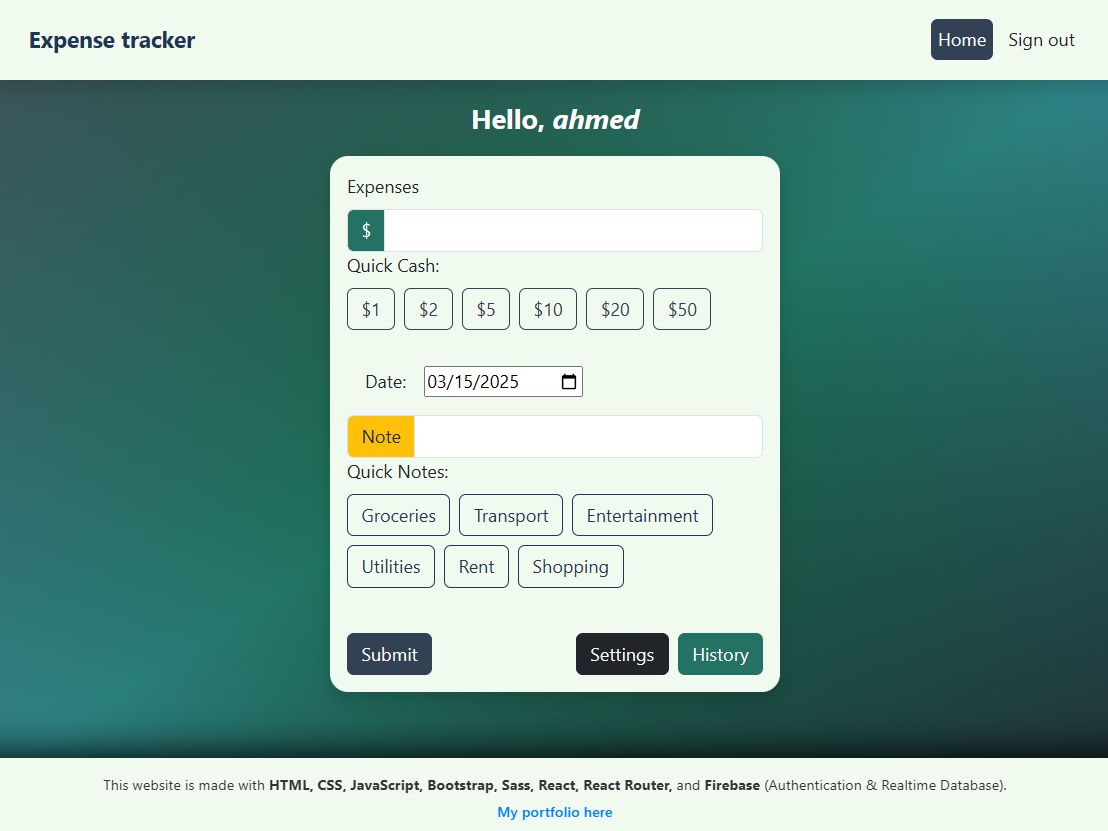 Expense tracker
Home Sign out
Hello, ahmed
Expenses
$
Quick Cash:
$1 $2 $5 $10 $20 $50
Date: 03/15/2025
Note
Quick Notes:
Groceries Transport Entertainment
Utilities Rent Shopping
Submit Settings History
This website is made with HTML, CSS, JavaScript, Bootstrap, Sass, React, React Router, and Firebase (Authentication & Realtime Database).
My portfolio here